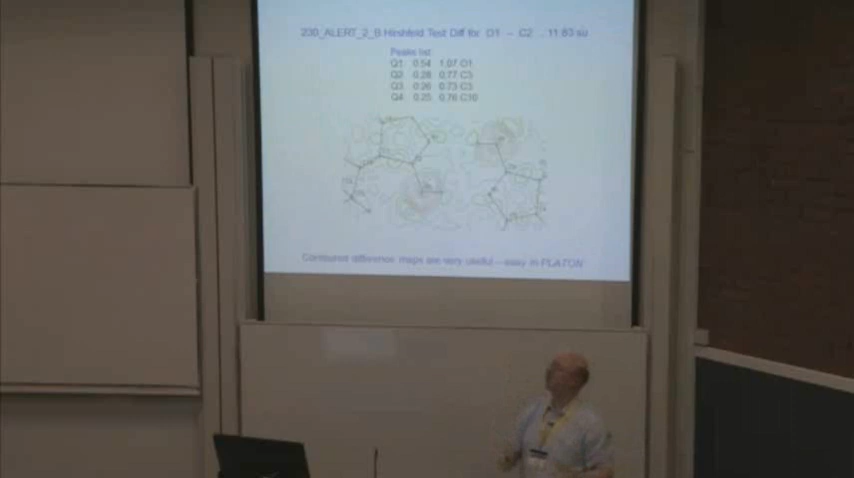 230_ALERT_2_B Hirshfeld Test Diff for O1 -- C2 .. 11.83 su
Peaks list
Q1 0.54 1.07 O1
Q2 0.28 0.77 C3
Q3 0.26 0.73 C3
Q4 0.25 0.76 C10
Contoured difference maps are very useful – easy in PLATON